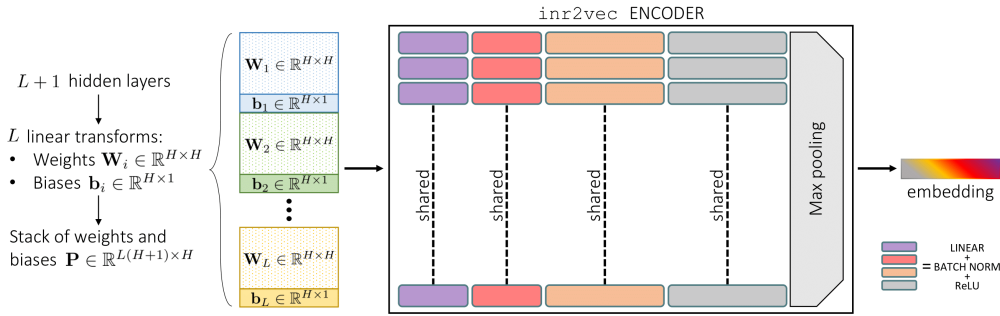 inr2vec ENCODER
L + 1 hidden layers
L linear transforms:
• Weights W_i ∈ ℝ^{H×H}
• Biases b_i ∈ ℝ^{H×1}
Stack of weights and
biases P ∈ ℝ^{L(H+1)×H}
W_1 ∈ ℝ^{H×H}
b_1 ∈ ℝ^{H×1}
W_2 ∈ ℝ^{H×H}
b_2 ∈ ℝ^{H×1}
W_L ∈ ℝ^{H×H}
b_L ∈ ℝ^{H×1}
shared
shared
shared
shared
Max pooling
embedding
LINEAR
+
= BATCH NORM
+
ReLU